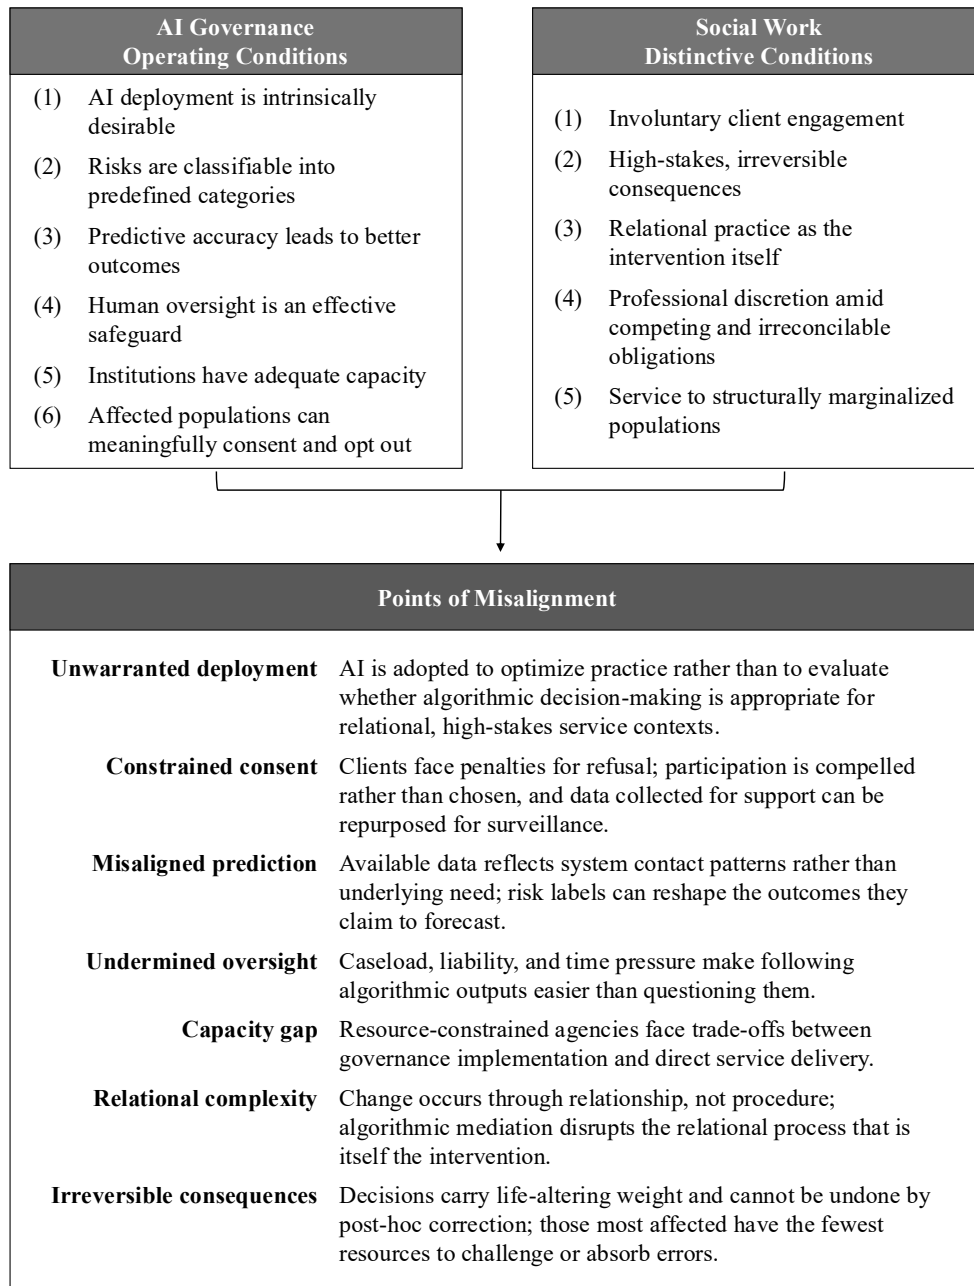 AI Governance
Operating Conditions
(1) AI deployment is intrinsically
desirable
(2) Risks are classifiable into
predefined categories
(3) Predictive accuracy leads to better
outcomes
(4) Human oversight is an effective
safeguard
(5) Institutions have adequate capacity
(6) Affected populations can
meaningfully consent and opt out
Social Work
Distinctive Conditions
(1) Involuntary client engagement
(2) High-stakes, irreversible
consequences
(3) Relational practice as the
intervention itself
(4) Professional discretion amid
competing and irreconcilable
obligations
(5) Service to structurally marginalized
populations
Points of Misalignment
Unwarranted deployment AI is adopted to optimize practice rather than to evaluate
whether algorithmic decision-making is appropriate for
relational, high-stakes service contexts.
Constrained consent Clients face penalties for refusal; participation is compelled
rather than chosen, and data collected for support can be
repurposed for surveillance.
Misaligned prediction Available data reflects system contact patterns rather than
underlying need; risk labels can reshape the outcomes they
claim to forecast.
Undermined oversight Caseload, liability, and time pressure make following
algorithmic outputs easier than questioning them.
Capacity gap Resource-constrained agencies face trade-offs between
governance implementation and direct service delivery.
Relational complexity Change occurs through relationship, not procedure;
algorithmic mediation disrupts the relational process that is
itself the intervention.
Irreversible consequences Decisions carry life-altering weight and cannot be undone by
post-hoc correction; those most affected have the fewest
resources to challenge or absorb errors.